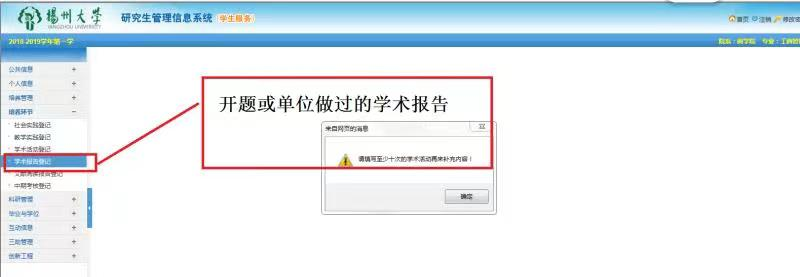 揚州大学
YANGZHOU UNIVERSITY
研究生管理信息系统 (学生服务)
首页 注销 修改密
2018-2019学年第一学
院系：商学院 专业：工商管
公共信息 +
个人信息 +
培养管理 +
培养环节 −
社会实践登记
教学实践登记
学术活动登记
学术报告登记
文献阅读报告登记
中期考核登记
科研管理 +
毕业与学位 +
互动信息 +
三助管理 +
创新工程 +
开题或单位做过的学术报告
来自网页的消息
请填写至少十次的学术活动再来补充内容！
确定